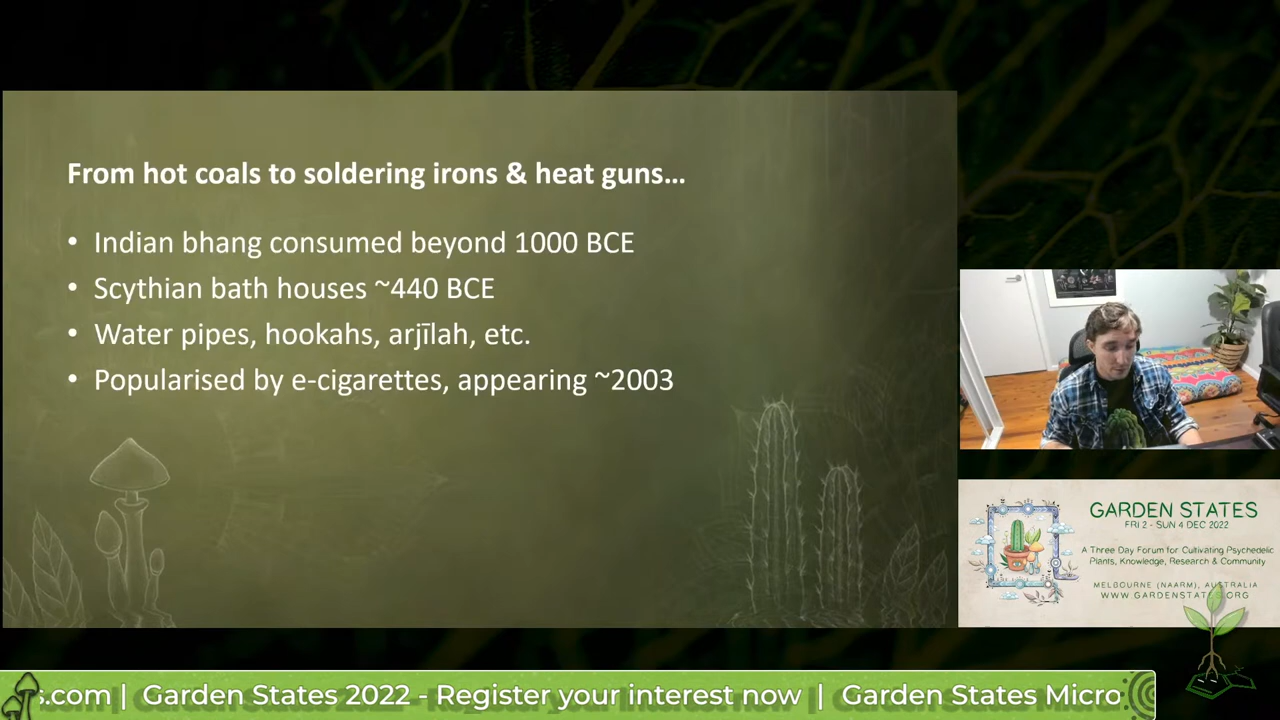 From hot coals to soldering irons & heat guns...
• Indian bhang consumed beyond 1000 BCE
• Scythian bath houses ~440 BCE
• Water pipes, hookahs, arjīlah, etc.
• Popularised by e-cigarettes, appearing ~2003
GARDEN STATES
FRI 2 - SUN 4 DEC 2022
A Three Day Forum for Cultivating Psychedelic
Plants, Knowledge, Research & Community
MELBOURNE (NAARM), AUSTRALIA
WWW.GARDENSTATES.ORG
s.com | Garden States 2022 - Register your interest now | Garden States Micro